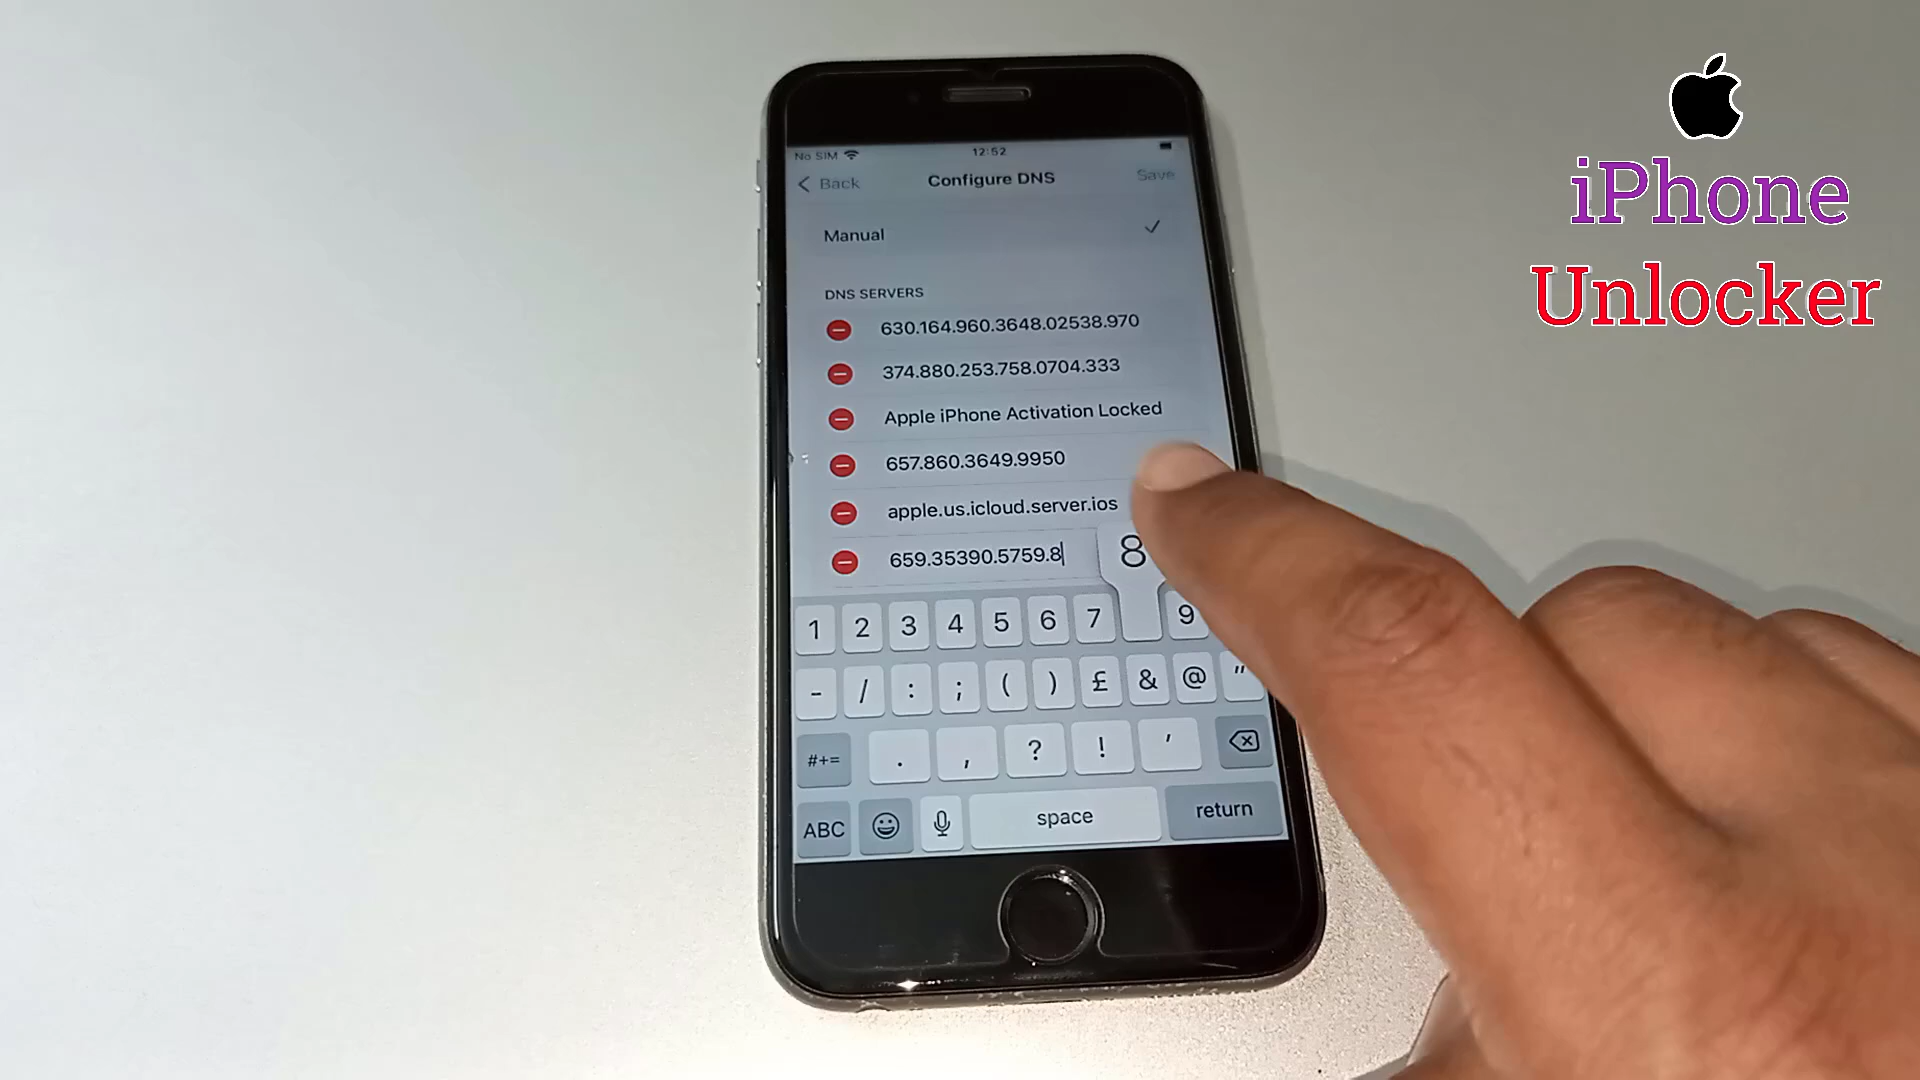 iPhone
Unlocker
No SIM
12:52
Back
Configure DNS
Save
Manual
DNS SERVERS
630.164.960.3648.02538.970
374.880.253.758.0704.333
Apple iPhone Activation Locked
657.860.3649.9950
apple.us.icloud.server.ios
659.35390.5759.8
8
1 2 3 4 5 6 7 9
- / : ; ( ) £ & @ "
#+= . , ? ! '
ABC space return